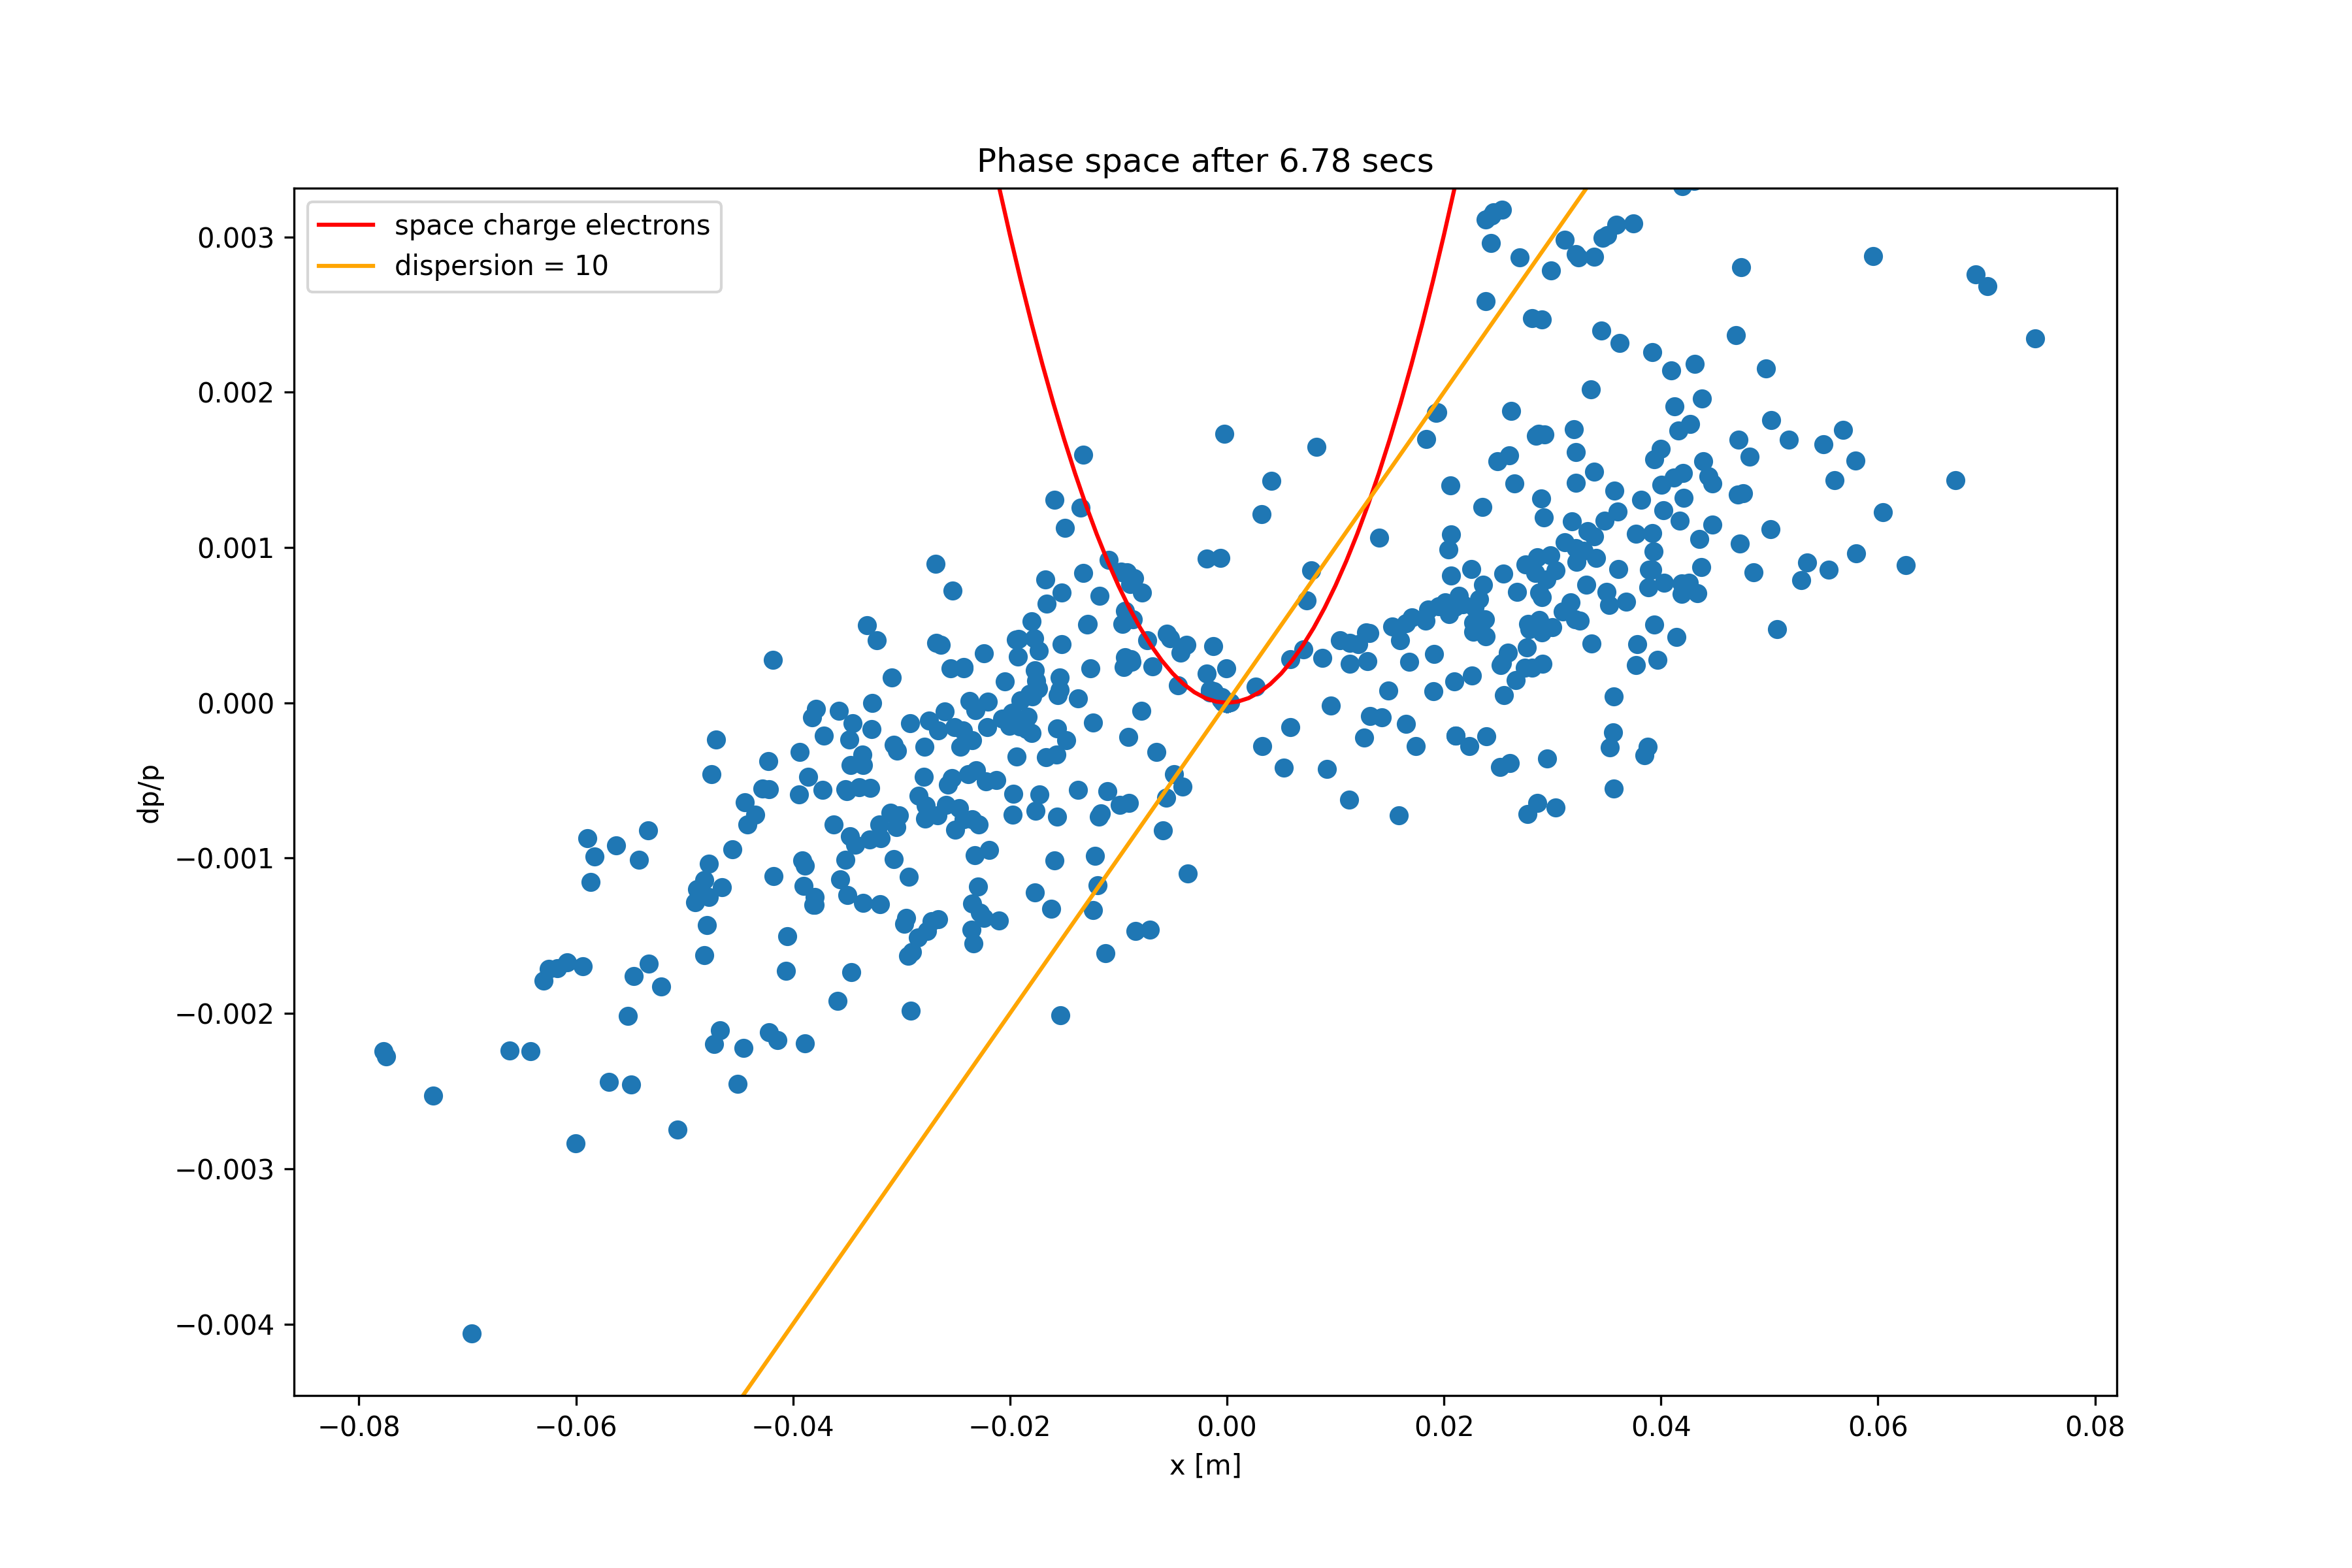 Phase space after 6.78 secs
space charge electrons
dispersion = 10
0.003
0.002
0.001
0.000
−0.001
−0.002
−0.003
−0.004
dp/p
−0.08 −0.06 −0.04 −0.02 0.00 0.02 0.04 0.06 0.08
x [m]